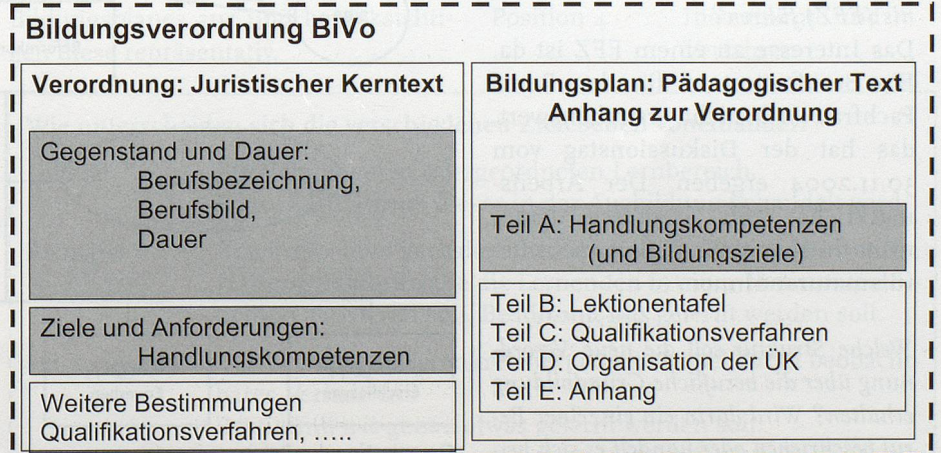 Bildungsverordnung BiVo
Verordnung: Juristischer Kerntext
Gegenstand und Dauer:
Berufsbezeichnung,
Berufsbild,
Dauer
Ziele und Anforderungen:
Handlungskompetenzen
Weitere Bestimmungen
Qualifikationsverfahren, .....
Bildungsplan: Pädagogischer Text
Anhang zur Verordnung
Teil A: Handlungskompetenzen
(und Bildungsziele)
Teil B: Lektionentafel
Teil C: Qualifikationsverfahren
Teil D: Organisation der ÜK
Teil E: Anhang